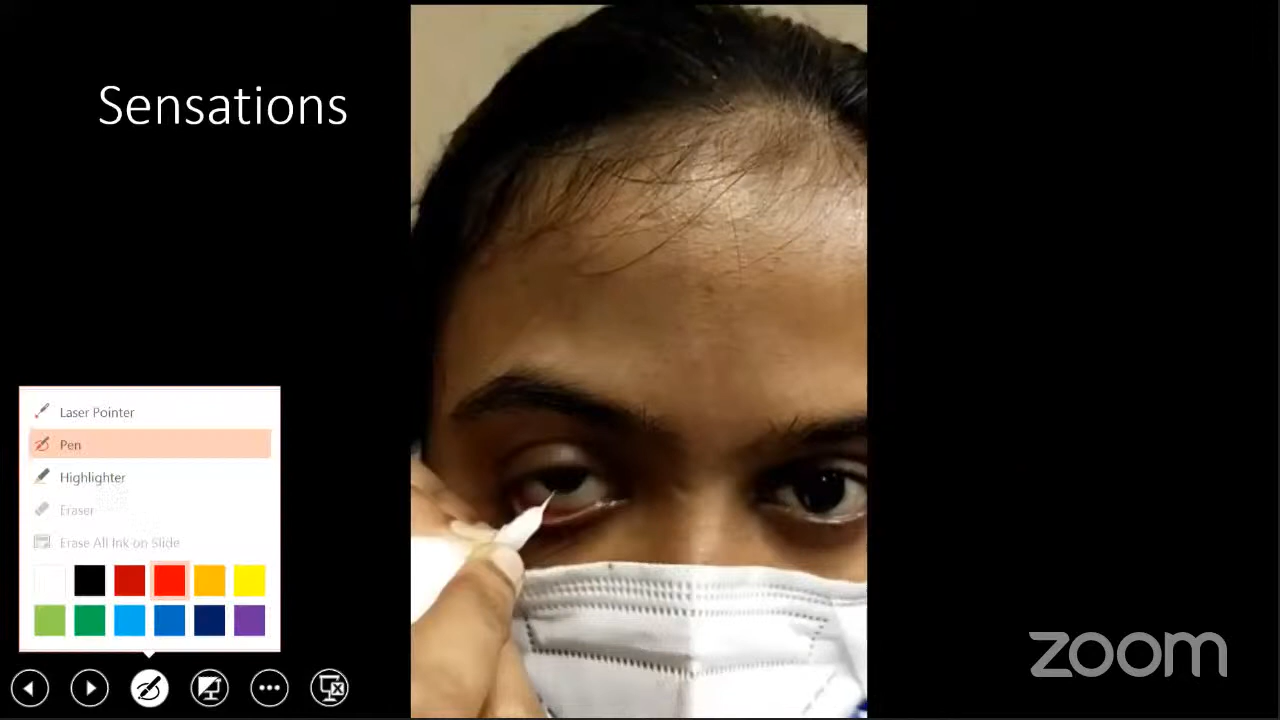 Sensations
Laser Pointer
Pen
Highlighter
Eraser
Erase All Ink on Slide
zoom